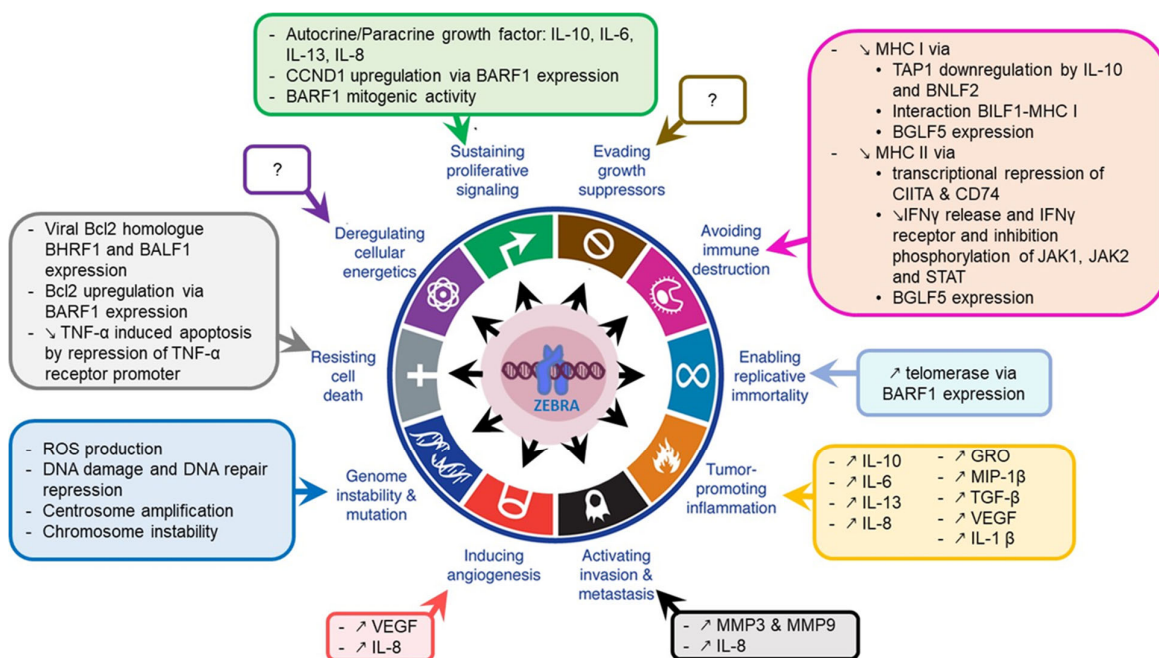 - Autocrine/Paracrine growth factor: IL-10, IL-6,
IL-13, IL-8
- CCND1 upregulation via BARF1 expression
- BARF1 mitogenic activity
?
- ↘ MHC I via
• TAP1 downregulation by IL-10
and BNLF2
• Interaction BILF1-MHC I
• BGLF5 expression
- ↘ MHC II via
• transcriptional repression of
CIITA & CD74
• ↘IFNγ release and IFNγ
receptor and inhibition
phosphorylation of JAK1, JAK2
and STAT
• BGLF5 expression
?
Sustaining
proliferative
signaling
Evading
growth
suppressors
Deregulating
cellular
energetics
Avoiding
immune
destruction
- Viral Bcl2 homologue
BHRF1 and BALF1
expression
- Bcl2 upregulation via
BARF1 expression
- ↘ TNF-α induced apoptosis
by repression of TNF-α
receptor promoter
Resisting
cell
death
ZEBRA
Enabling
replicative
immortality
↗ telomerase via
BARF1 expression
- ROS production
- DNA damage and DNA repair
repression
- Centrosome amplification
- Chromosome instability
Genome
instability &
mutation
Tumor-
promoting
inflammation
- ↗ IL-10
- ↗ IL-6
- ↗ IL-13
- ↗ IL-8
- ↗ GRO
- ↗ MIP-1β
- ↗ TGF-β
- ↗ VEGF
- ↗ IL-1 β
Inducing
angiogenesis
Activating
invasion &
metastasis
- ↗ VEGF
- ↗ IL-8
- ↗ MMP3 & MMP9
- ↗ IL-8